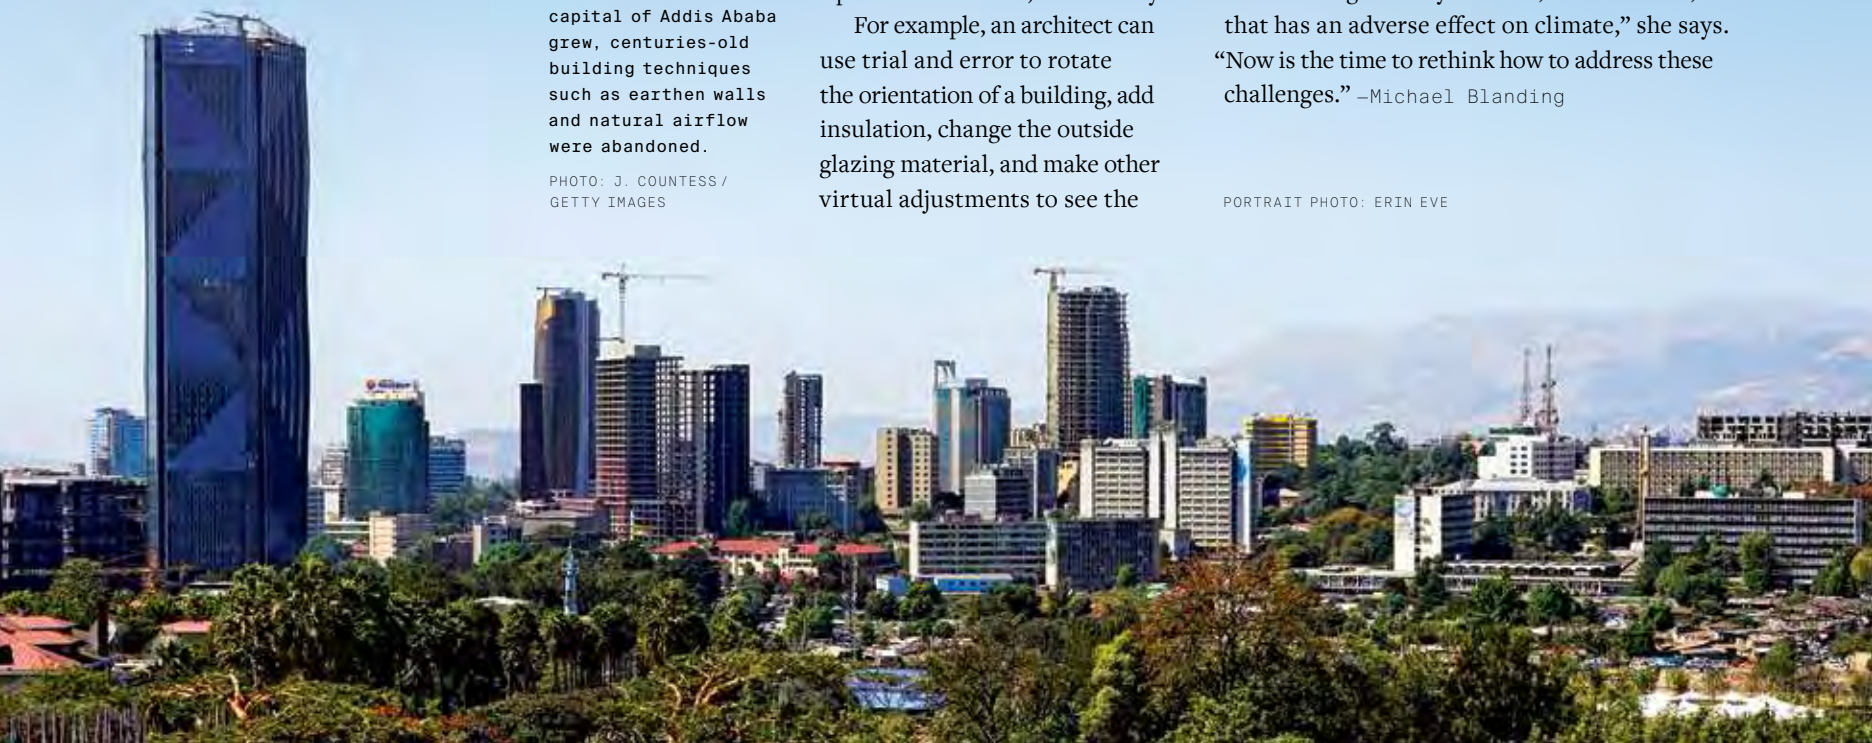 capital of Addis Ababa
grew, centuries-old
building techniques
such as earthen walls
and natural airflow
were abandoned.
PHOTO: J. COUNTESS /
GETTY IMAGES
For example, an architect can
use trial and error to rotate
the orientation of a building, add
insulation, change the outside
glazing material, and make other
virtual adjustments to see the
that has an adverse effect on climate,” she says.
“Now is the time to rethink how to address these
challenges.” —Michael Blanding
PORTRAIT PHOTO: ERIN EVE